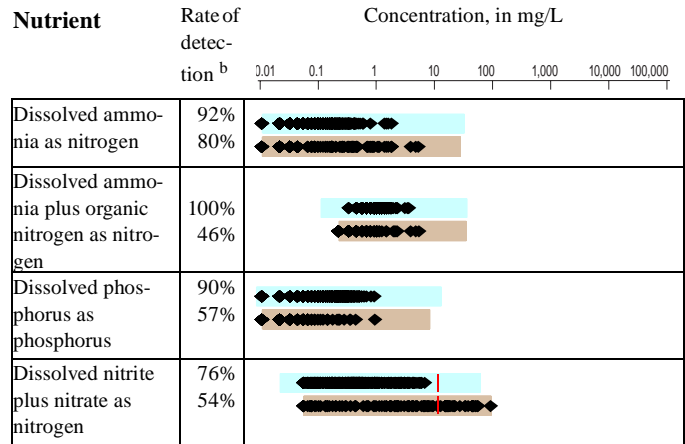 Nutrient
Rate of
detec-
tion b
Concentration, in mg/L
0.01 0.1 1 10 100 1,000 10,000 100,000
Dissolved ammo-
nia as nitrogen
92%
80%
Dissolved ammo-
nia plus organic
nitrogen as nitro-
gen
100%
46%
Dissolved phos-
phorus as
phosphorus
90%
57%
Dissolved nitrite
plus nitrate as
nitrogen
76%
54%